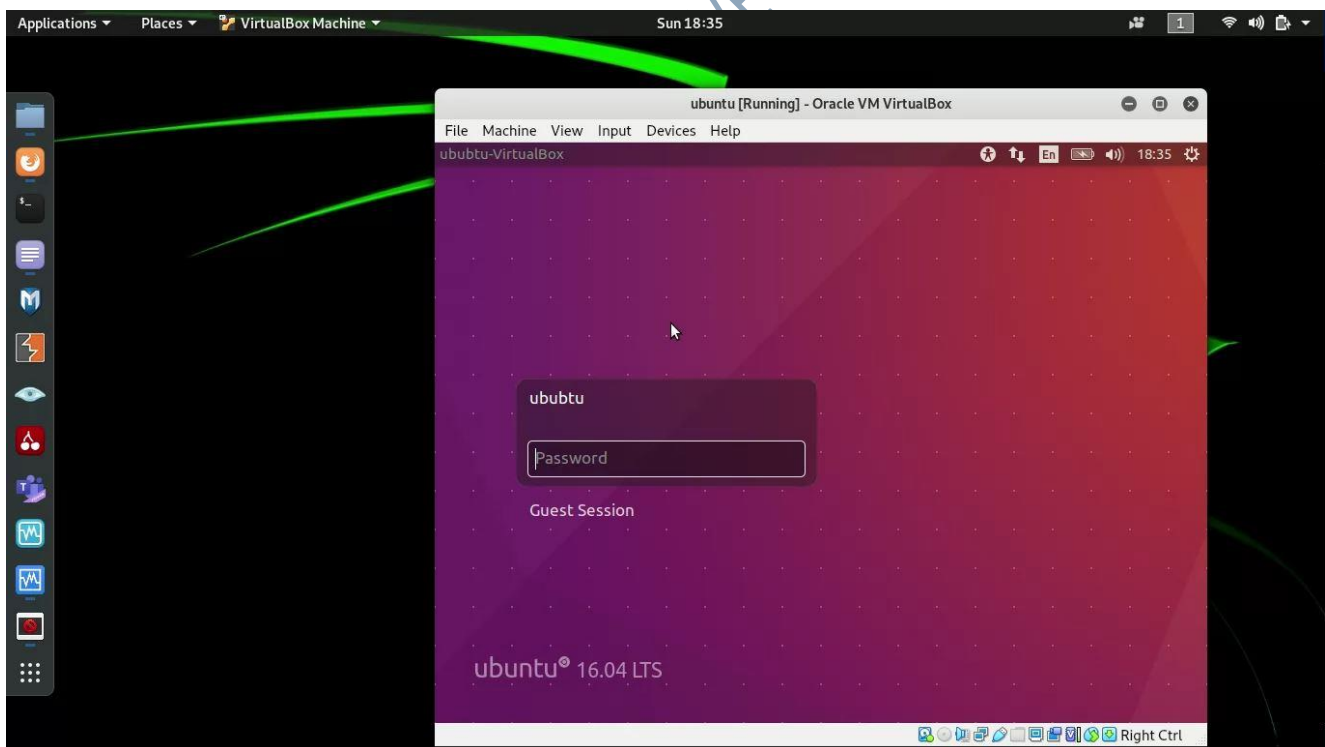 Applications Places VirtualBox Machine Sun 18:35 1
ubuntu [Running] - Oracle VM VirtualBox
File Machine View Input Devices Help
ububtu-VirtualBox En 18:35
$_
M
ububtu
Password
T
Guest Session
ubuntu® 16.04 LTS
Right Ctrl